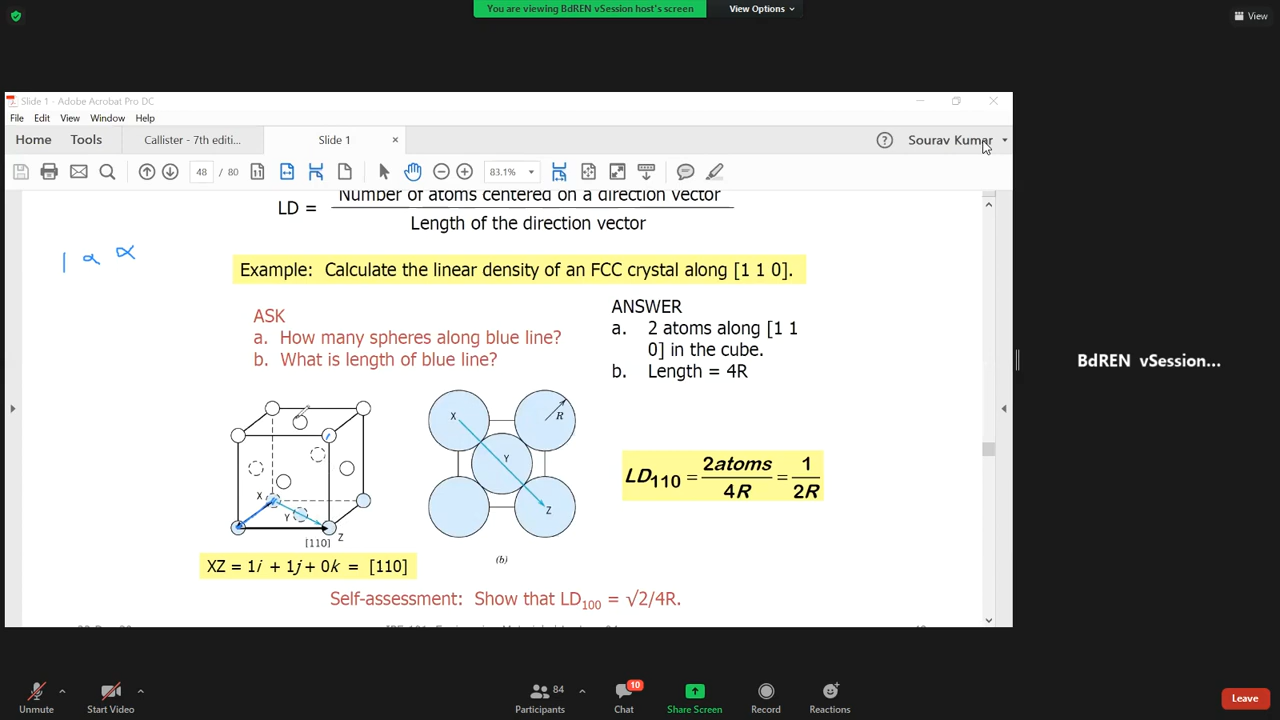 You are viewing BdREN vSession host's screen
View Options
View
Slide 1 - Adobe Acrobat Pro DC
File Edit View Window Help
Home Tools Callister - 7th editi... Slide 1 × Sourav Kumar
48 / 80 83.1%
Number of atoms centered on a direction vector
LD =
Length of the direction vector
1 a ∝
Example: Calculate the linear density of an FCC crystal along [1 1 0].
ASK
a. How many spheres along blue line?
b. What is length of blue line?
ANSWER
a. 2 atoms along [1 1
0] in the cube.
b. Length = 4R
X
Y
Z
[110]
X
R
Y
Z
(b)
LD110 = 2atoms / 4R = 1 / 2R
XZ = 1i + 1j + 0k = [110]
Self-assessment: Show that LD100 = √2/4R.
BdREN vSession...
Unmute
Start Video
84
Participants
10
Chat
Share Screen
Record
Reactions
Leave